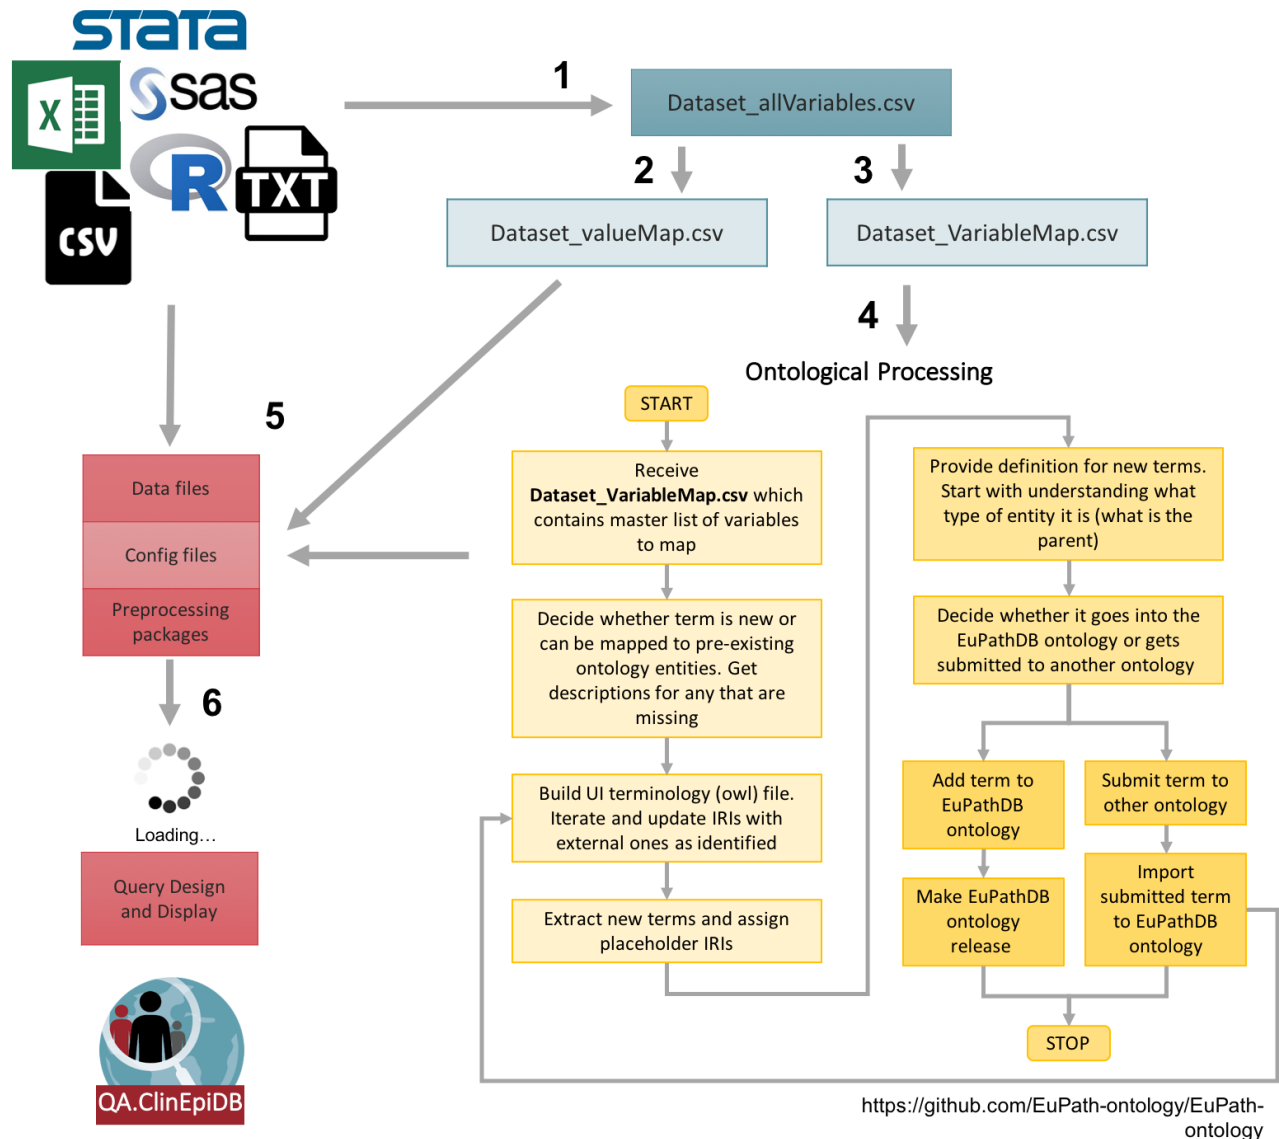 STATA
X
sas
R
CSV
TXT
1
Dataset_allVariables.csv
2
3
Dataset_valueMap.csv
Dataset_VariableMap.csv
4
Ontological Processing
5
Data files
Config files
Preprocessing
packages
6
Loading...
Query Design
and Display
QA.ClinEpiDB
START
Receive
Dataset_VariableMap.csv which
contains master list of variables
to map
Decide whether term is new or
can be mapped to pre-existing
ontology entities. Get
descriptions for any that are
missing
Build UI terminology (owl) file.
Iterate and update IRIs with
external ones as identified
Extract new terms and assign
placeholder IRIs
Provide definition for new terms.
Start with understanding what
type of entity it is (what is the
parent)
Decide whether it goes into the
EuPathDB ontology or gets
submitted to another ontology
Add term to
EuPathDB
ontology
Submit term to
other ontology
Make EuPathDB
ontology
release
Import
submitted term
to EuPathDB
ontology
STOP
https://github.com/EuPath-ontology/EuPath-
ontology